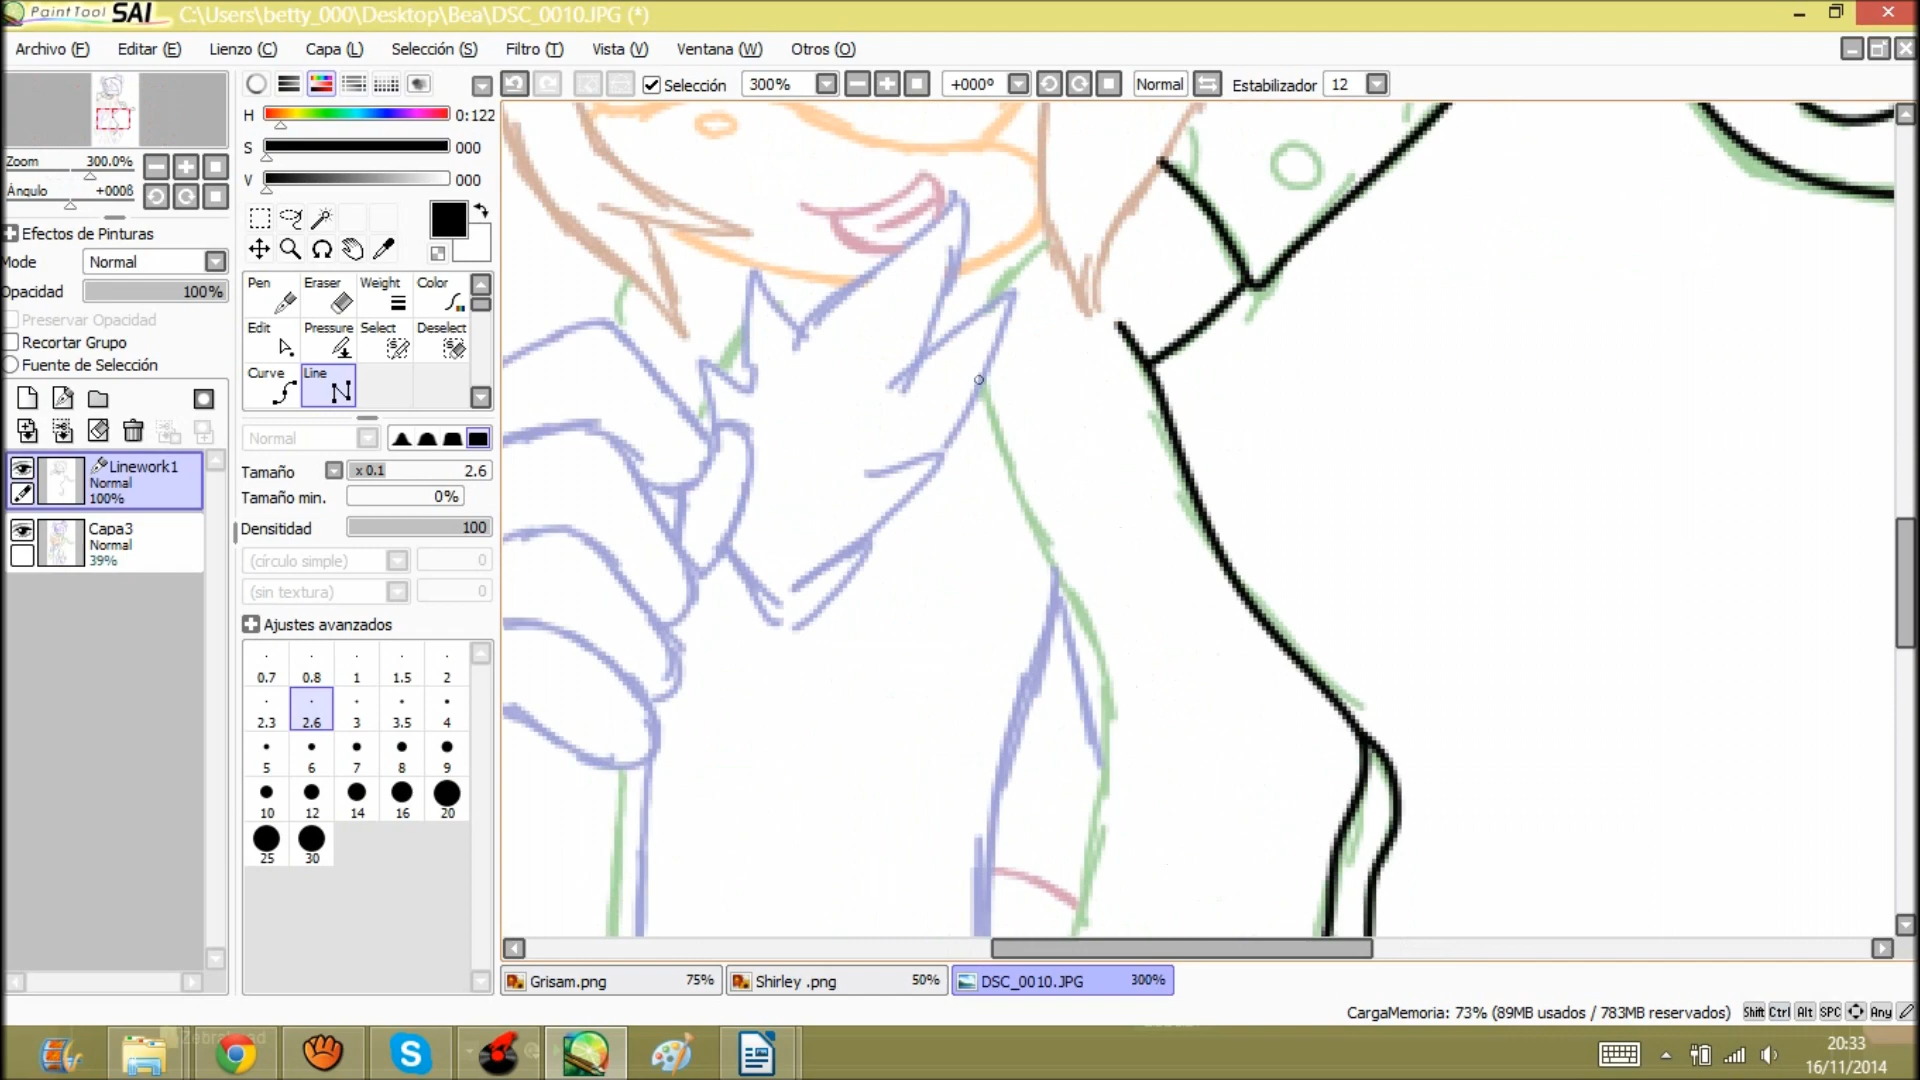 PaintTool SAI C:\Users\betty_000\Desktop\Bea\DSC_0010.JPG (*)
Archivo (F) Editar (E) Lienzo (C) Capa (L) Selección (S) Filtro (T) Vista (V) Ventana (W) Otros (O)
Selección 300% +000º Normal Estabilizador 12
H 0:122
S 000
V 000
Zoom 300.0%
Ángulo +000ß
Efectos de Pinturas
Mode Normal
Opacidad 100%
Preservar Opacidad
Recortar Grupo
Fuente de Selección
Linework1
Normal
100%
Capa3
Normal
39%
Pen Eraser Weight Color
Edit Pressure Select Deselect
Curve Line
Normal
Tamaño x 0.1 2.6
Tamaño min. 0%
Densitidad 100
(círculo simple) 0
(sin textura) 0
Ajustes avanzados
0.7 0.8 1 1.5 2
2.3 2.6 3 3.5 4
5 6 7 8 9
10 12 14 16 20
25 30
Grisam.png 75% Shirley .png 50% DSC_0010.JPG 300%
CargaMemoria: 73% (89MB usados / 783MB reservados) Shift Ctrl Alt SPC Any
20:33
16/11/2014